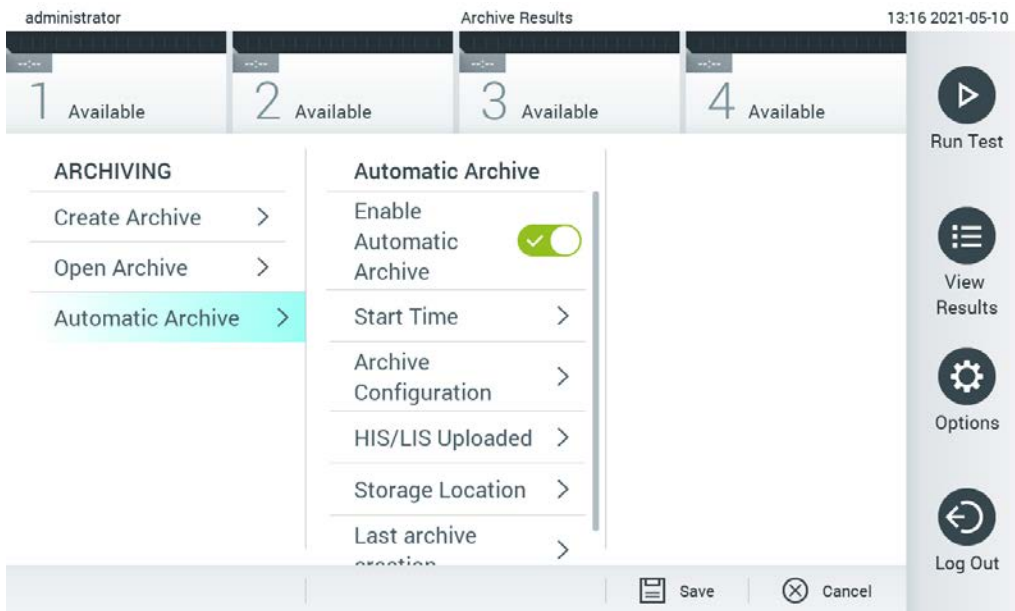 administrator Archive Results 13:16 2021-05-10
--:-- --:-- --:-- --:--
1 Available 2 Available 3 Available 4 Available
Run Test
View
Results
Options
Log Out
ARCHIVING
Create Archive
Open Archive
Automatic Archive
Automatic Archive
Enable
Automatic
Archive
Start Time
Archive
Configuration
HIS/LIS Uploaded
Storage Location
Last archive
creation
Save Cancel